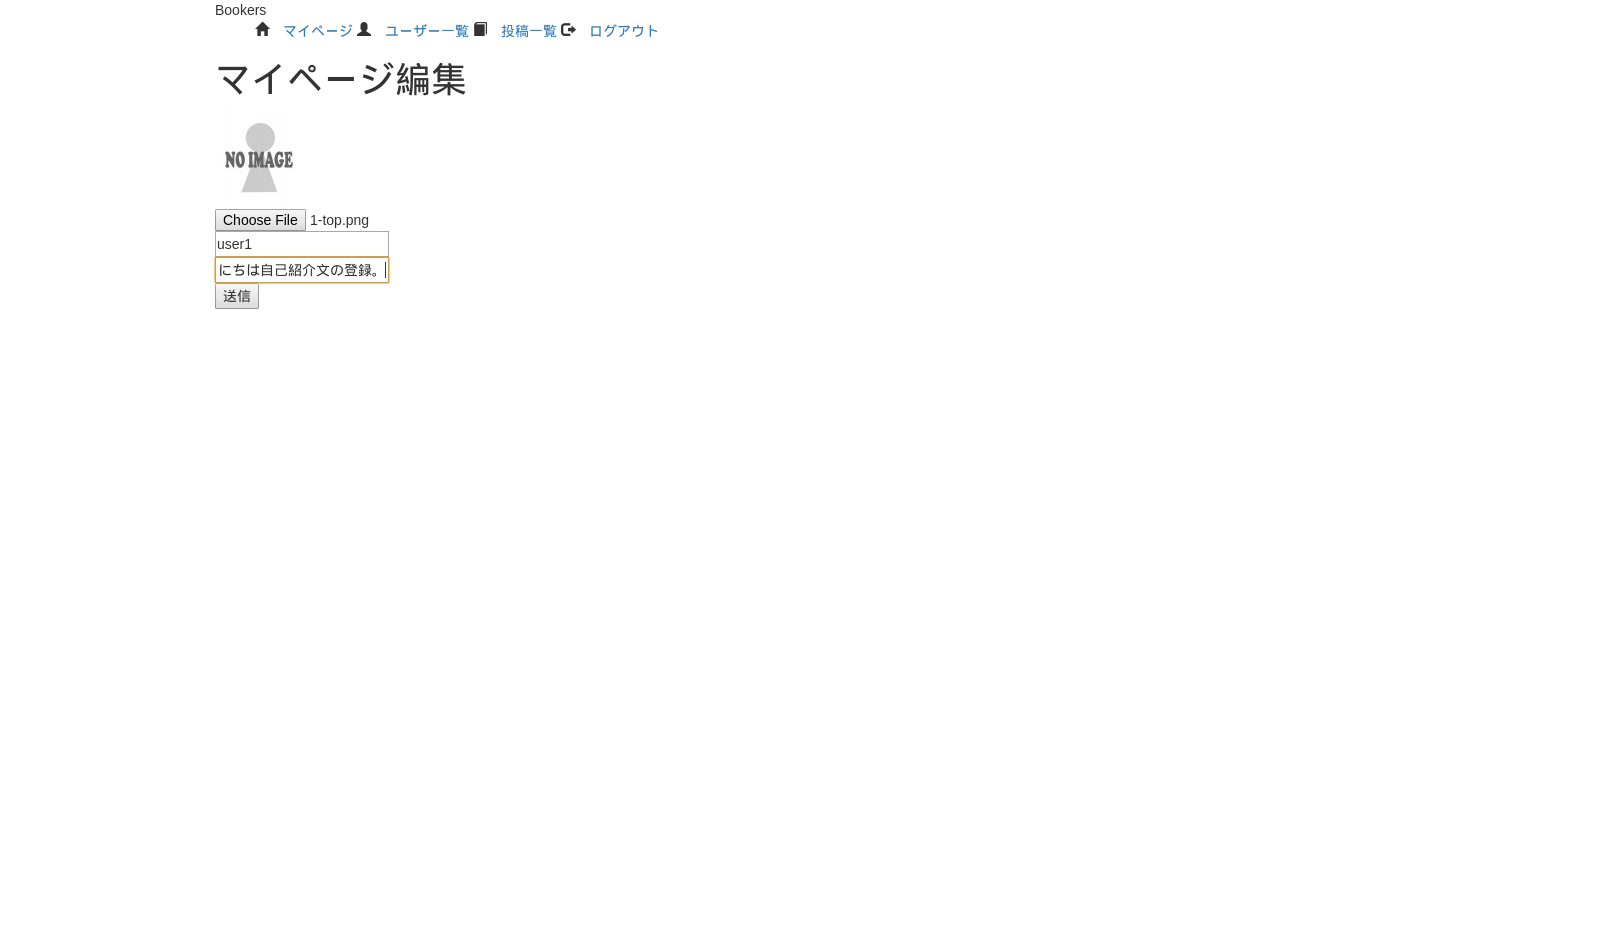 Bookers
マイページ ユーザー一覧 投稿一覧 ログアウト
マイページ編集
NO IMAGE
Choose File 1-top.png
user1
にちは自己紹介文の登録。
送信